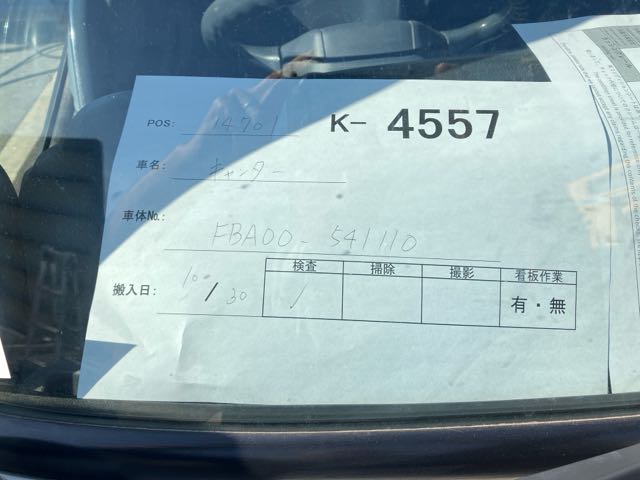 POS: 14701 K- 4557
車名: キャンター
車体No.: FBA00-541110
検査 掃除 撮影 看板作業
搬入日: 10/30 ✓ 有・無